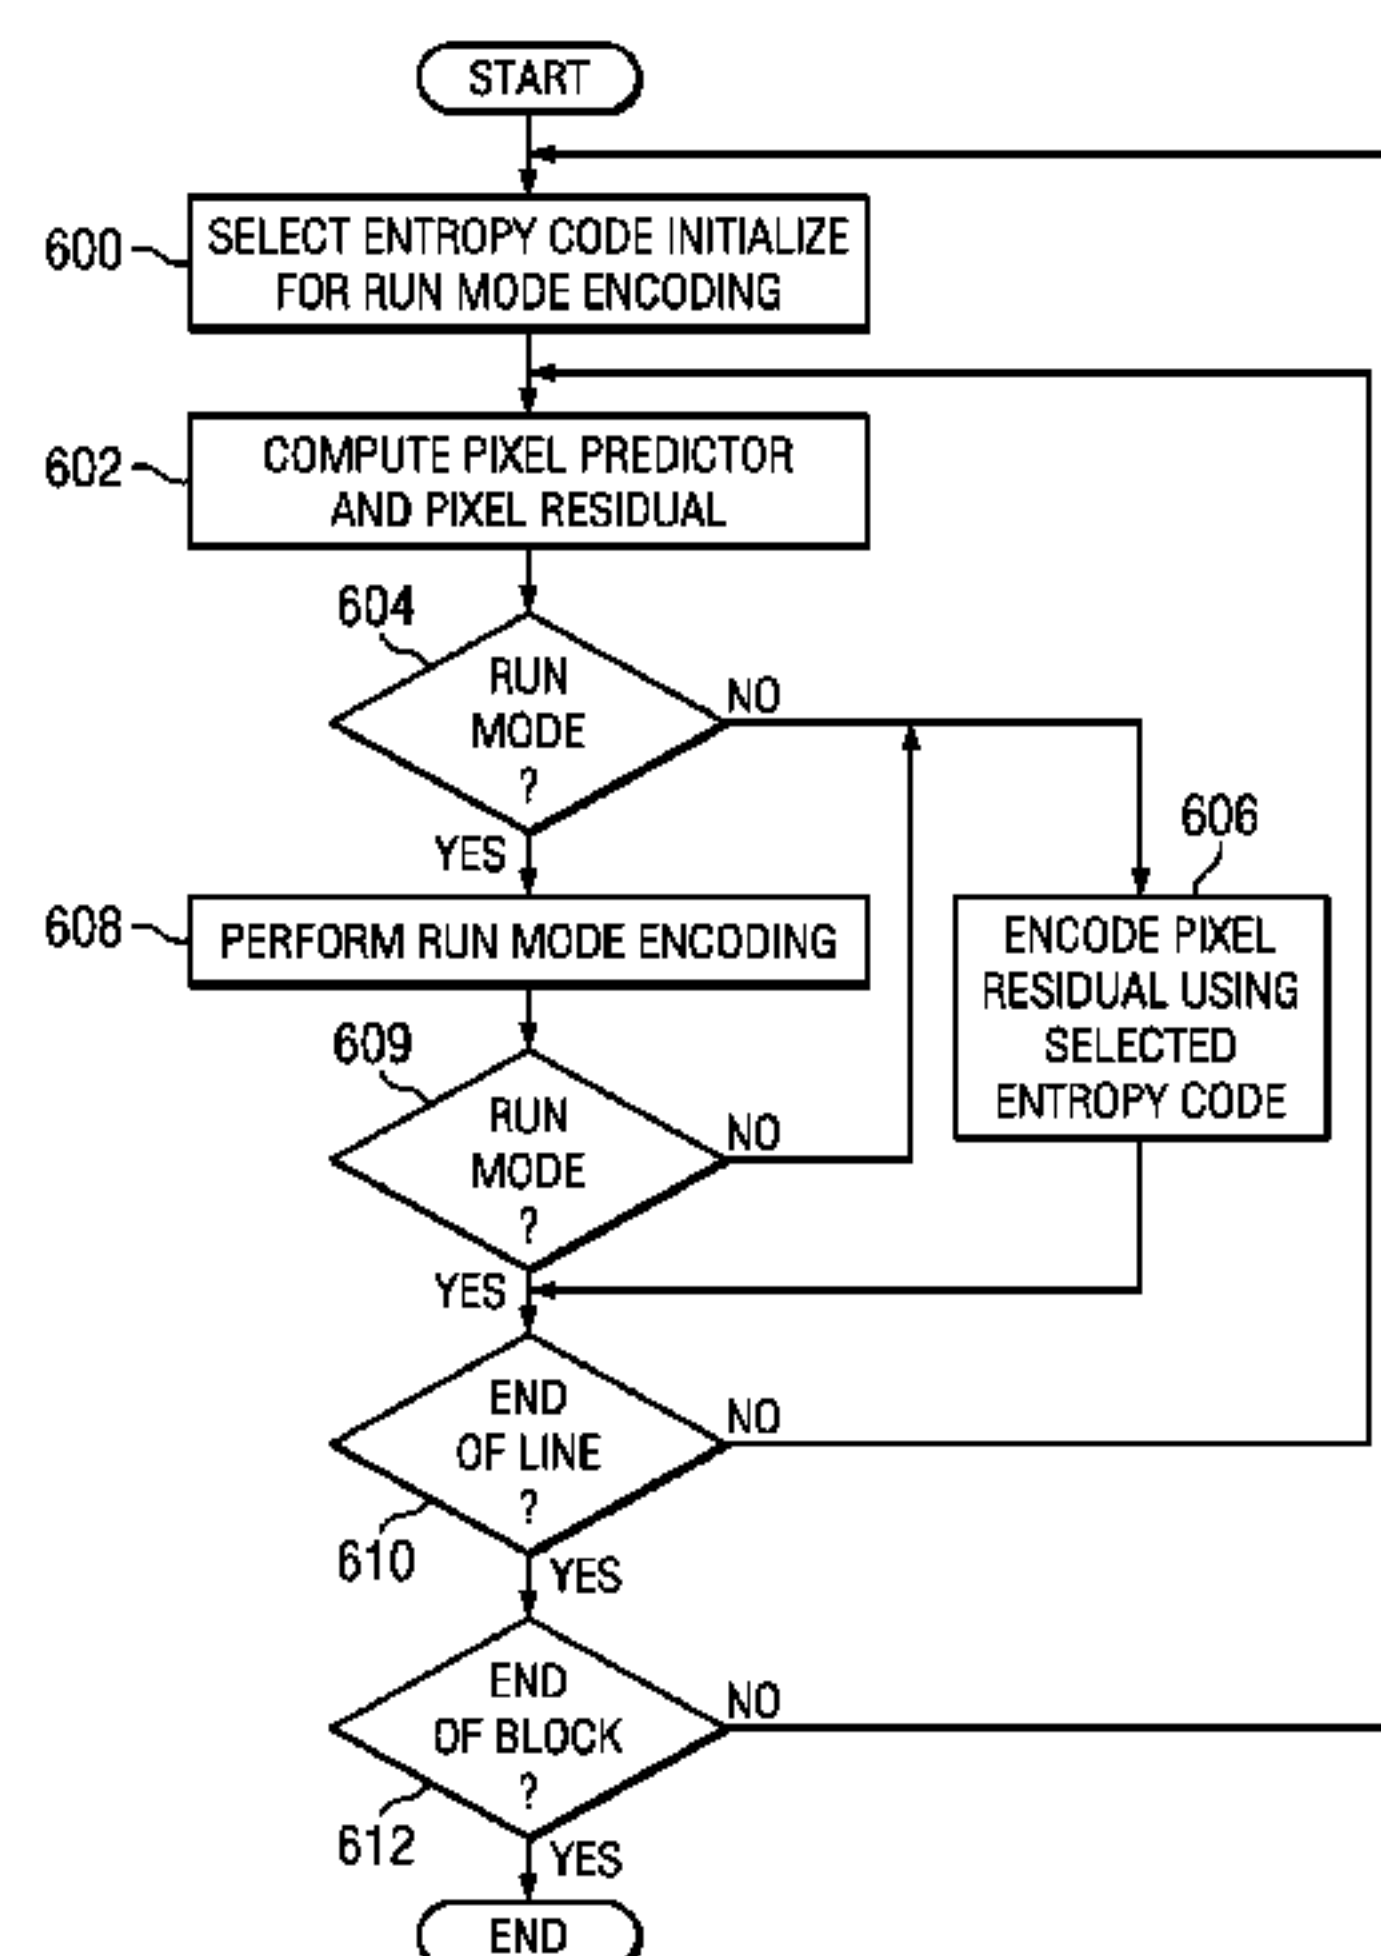 START
600
SELECT ENTROPY CODE INITIALIZE
FOR RUN MODE ENCODING
602
COMPUTE PIXEL PREDICTOR
AND PIXEL RESIDUAL
604
RUN
MODE
?
NO
YES
606
ENCODE PIXEL
RESIDUAL USING
SELECTED
ENTROPY CODE
608
PERFORM RUN MODE ENCODING
609
RUN
MODE
?
NO
YES
END
OF LINE
?
NO
610
YES
END
OF BLOCK
?
NO
612
YES
END